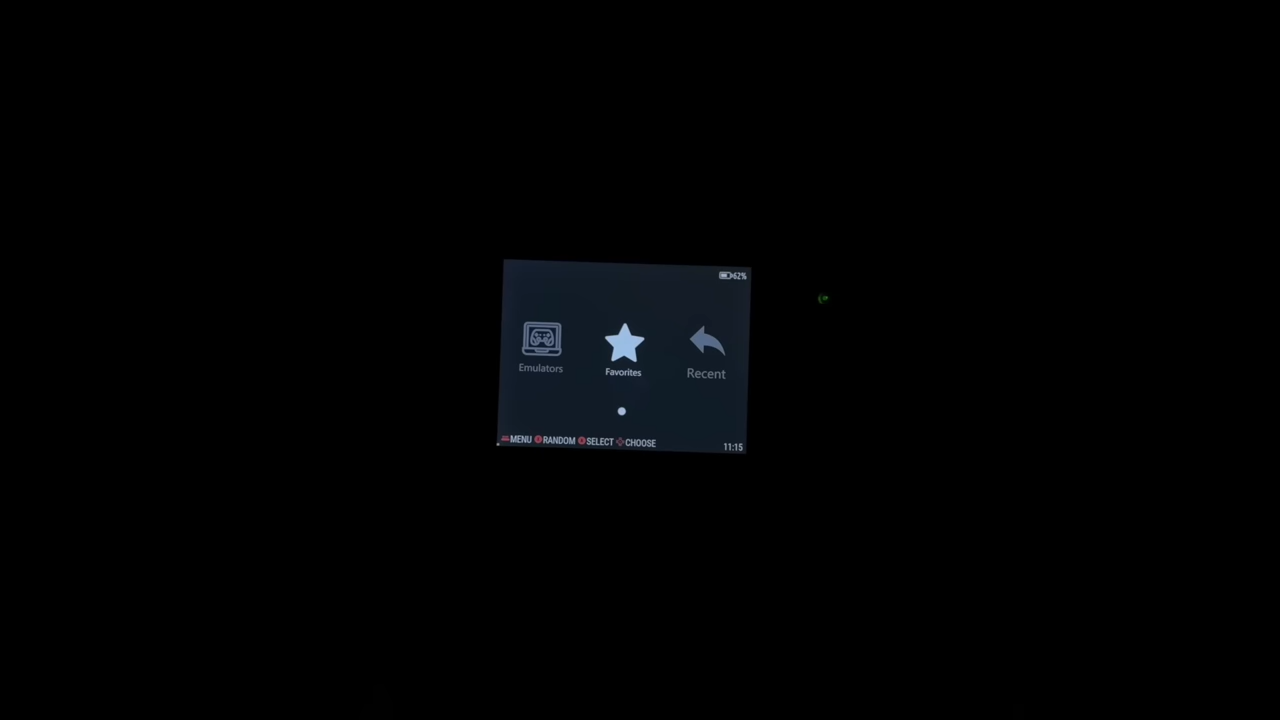 62%
Emulators
Favorites
Recent
MENU RANDOM SELECT CHOOSE
11:15